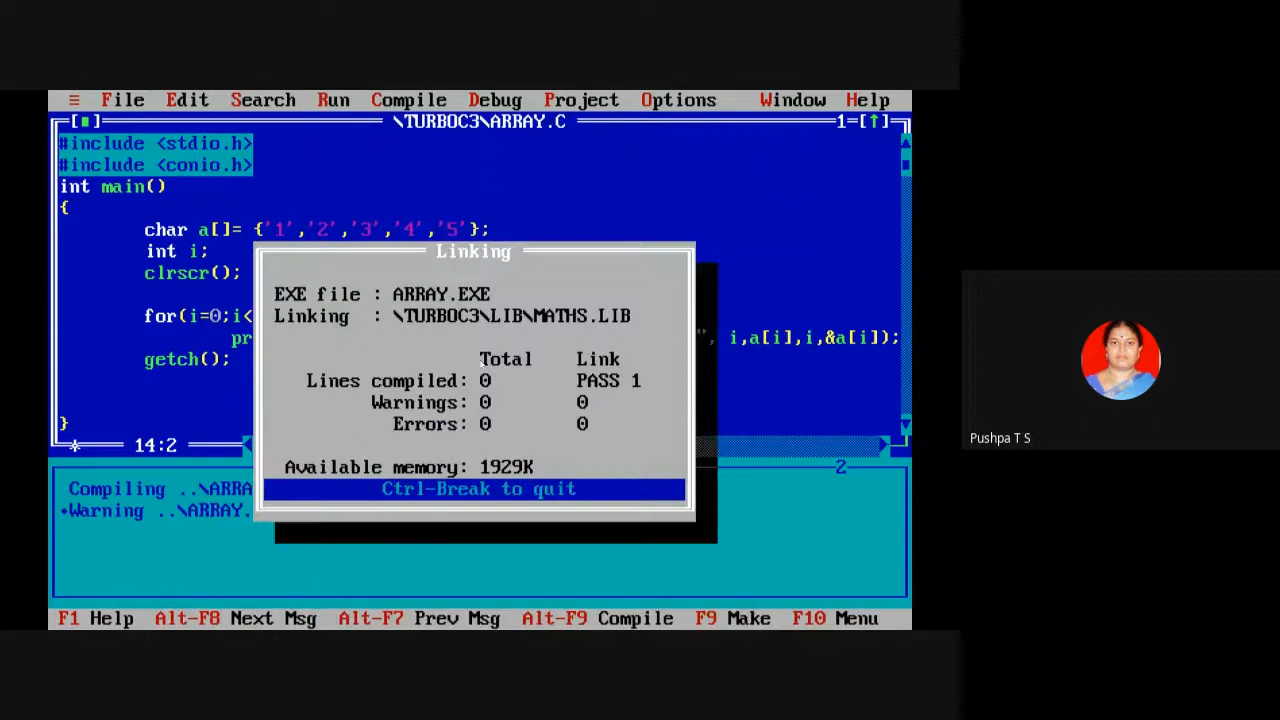 ≡ File Edit Search Run Compile Debug Project Options Window Help
[■] \TURBOC3\ARRAY.C 1=[↑]
#include <stdio.h>
#include <conio.h>
int main()
{
char a[]= {'1','2','3','4','5'};
int i;
clrscr();
for(i=0;i<
pr ", i,a[i],i,&a[i]);
getch();
}
14:2
Linking
EXE file : ARRAY.EXE
Linking : \TURBOC3\LIB\MATHS.LIB
Total Link
Lines compiled: 0 PASS 1
Warnings: 0 0
Errors: 0 0
Available memory: 1929K
Ctrl-Break to quit
2
Compiling ..\ARRA
•Warning ..\ARRAY.
F1 Help Alt-F8 Next Msg Alt-F7 Prev Msg Alt-F9 Compile F9 Make F10 Menu
Pushpa T S